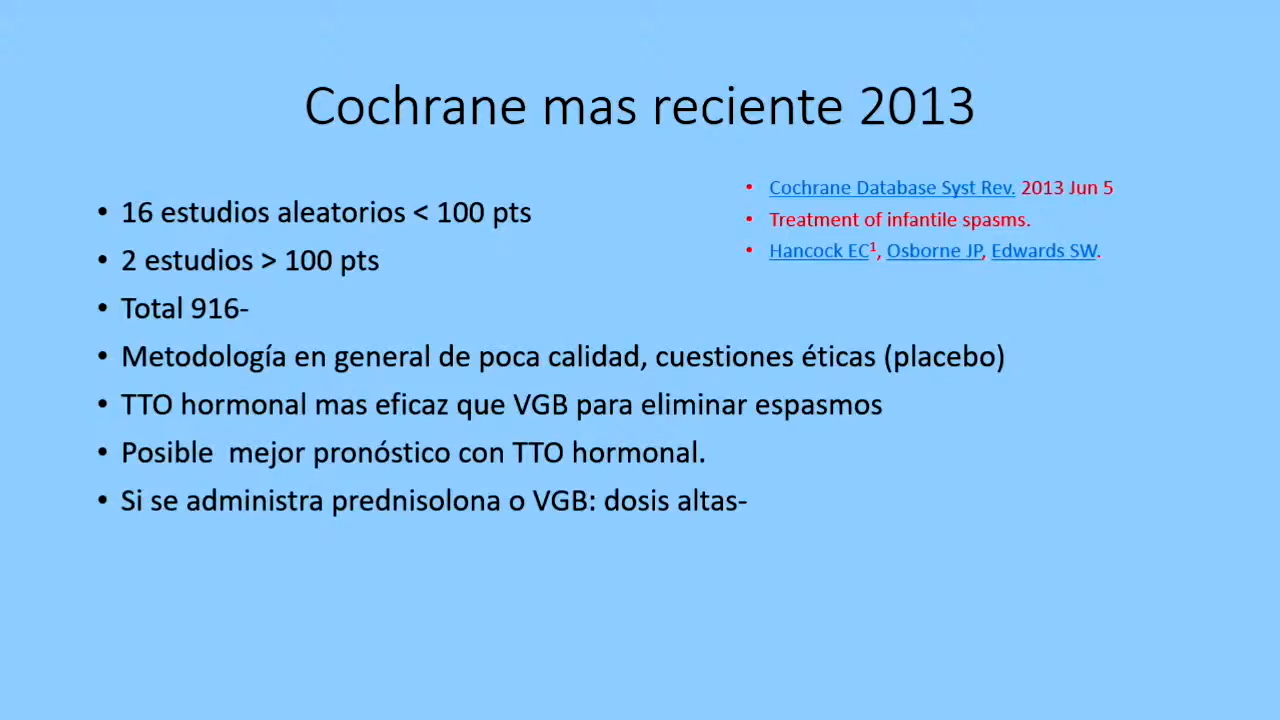 Cochrane mas reciente 2013
• 16 estudios aleatorios < 100 pts
• 2 estudios > 100 pts
• Total 916-
• Metodología en general de poca calidad, cuestiones éticas (placebo)
• TTO hormonal mas eficaz que VGB para eliminar espasmos
• Posible  mejor pronóstico con TTO hormonal.
• Si se administra prednisolona o VGB: dosis altas-
• Cochrane Database Syst Rev. 2013 Jun 5
• Treatment of infantile spasms.
• Hancock EC¹, Osborne JP, Edwards SW.